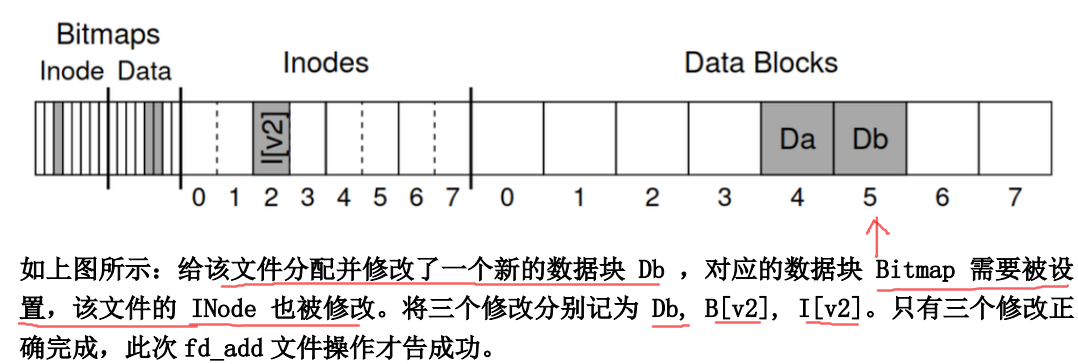 Bitmaps
Inode Data
Inodes
Data Blocks
I[v2]
Da
Db
0 1 2 3 4 5 6 7
0 1 2 3 4 5 6 7
如上图所示：给该文件分配并修改了一个新的数据块 Db ，对应的数据块 Bitmap 需要被设
置，该文件的 INode 也被修改。将三个修改分别记为 Db, B[v2], I[v2]。只有三个修改正
确完成，此次 fd_add 文件操作才告成功。